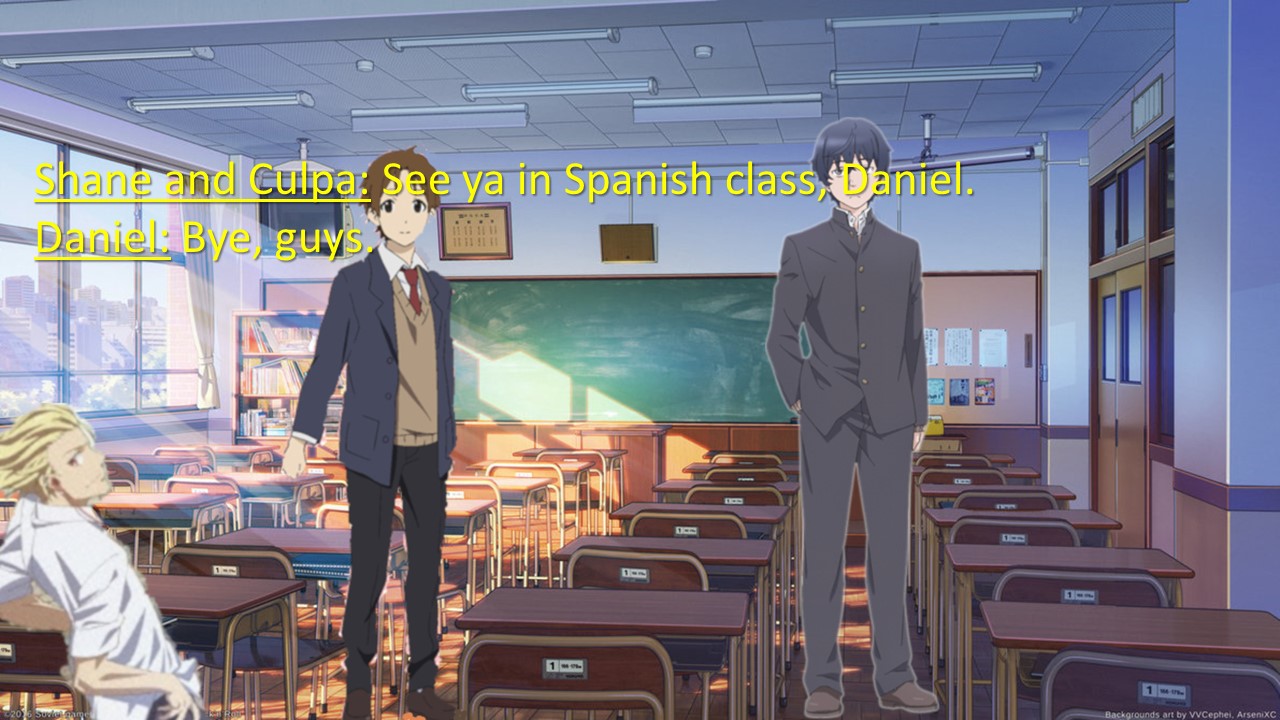 Shane and Culpa: See ya in Spanish class, Daniel.
Daniel: Bye, guys.
Backgrounds art by VVCephei, ArseniXC